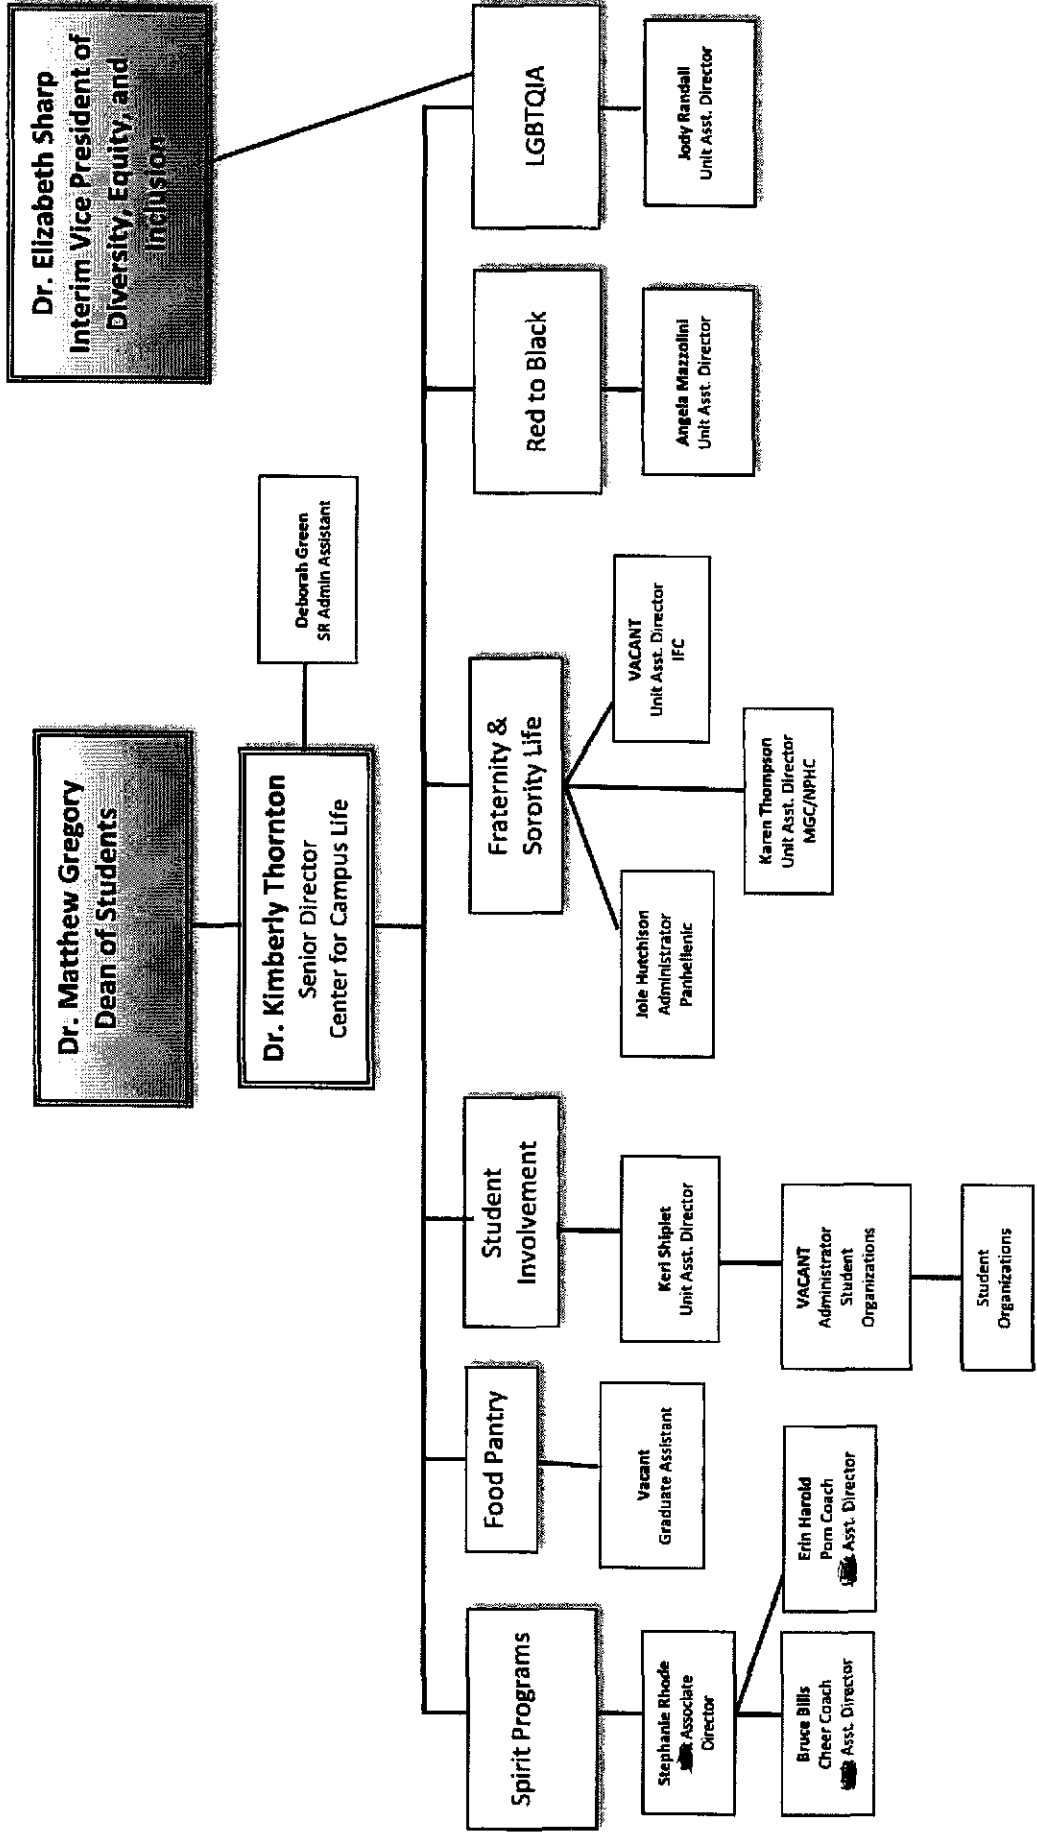 Dr. Elizabeth Sharp
Interim Vice President of
Diversity, Equity, and
Inclusion
Dr. Matthew Gregory
Dean of Students
Dr. Kimberly Thornton
Senior Director
Center for Campus Life
Deborah Green
SR Admin Assistant
Spirit Programs
Food Pantry
Student
Involvement
Fraternity &
Sorority Life
Red to Black
LGBTQIA
Stephanie Rhode
Associate
Director
Bruce Bills
Cheer Coach
Asst. Director
Erin Harold
Pom Coach
Asst. Director
Vacant
Graduate Assistant
Keri Shiplet
Unit Asst. Director
VACANT
Administrator
Student
Organizations
Student
Organizations
Jole Hutchison
Administrator
Panhellenic
Karen Thompson
Unit Asst. Director
MGC/NPHC
VACANT
Unit Asst. Director
IFC
Angela Mazzolini
Unit Asst. Director
Jody Randall
Unit Asst. Director